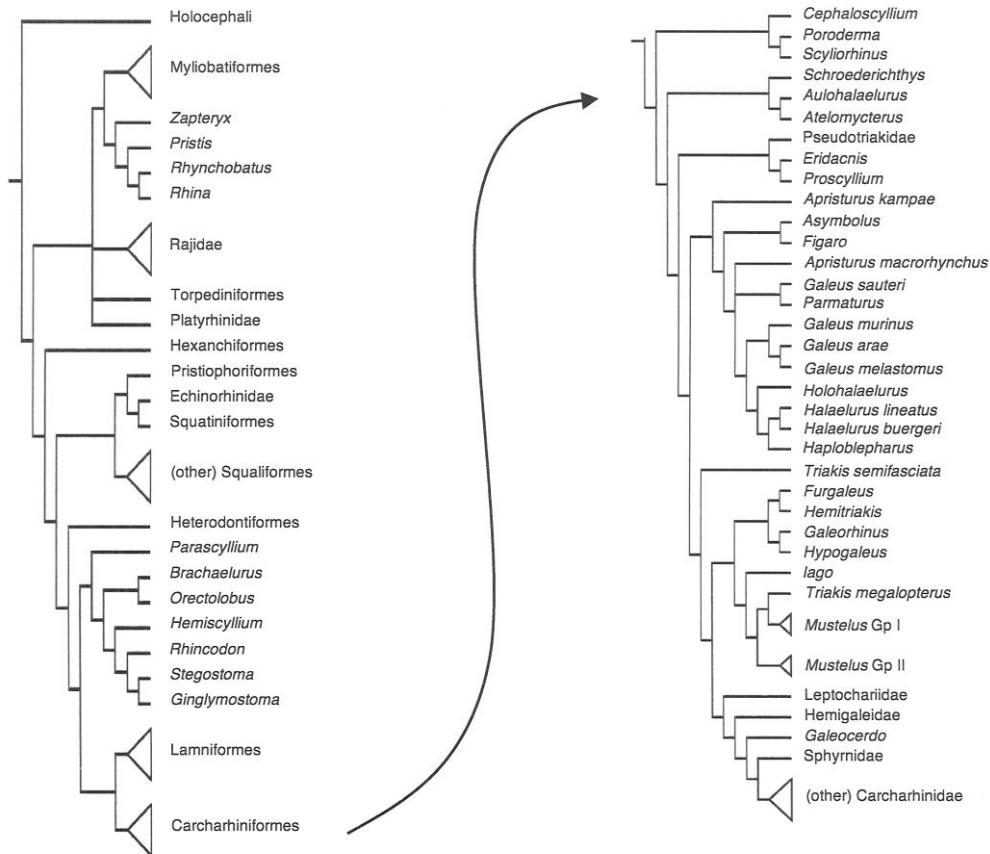 Holocephali
Myliobatiformes
Zapteryx
Pristis
Rhynchobatus
Rhina
Rajidae
Torpediniformes
Platyrhinidae
Hexanchiformes
Pristiophoriformes
Echinorhinidae
Squatiniformes
(other) Squaliformes
Heterodontiformes
Parascyllium
Brachaelurus
Orectolobus
Hemiscyllium
Rhincodon
Stegostoma
Ginglymostoma
Lamniformes
Carcharhiniformes
Cephaloscyllium
Poroderma
Scyliorhinus
Schroederichthys
Aulohalaelurus
Atelomycterus
Pseudotriakidae
Eridacnis
Proscyllium
Apristurus kampae
Asymbolus
Figaro
Apristurus macrorhynchus
Galeus sauteri
Parmaturus
Galeus murinus
Galeus arae
Galeus melastomus
Holohalaelurus
Halaelurus lineatus
Halaelurus buergeri
Haploblepharus
Triakis semifasciata
Furgaleus
Hemitriakis
Galeorhinus
Hypogaleus
Iago
Triakis megalopterus
Mustelus Gp I
Mustelus Gp II
Leptochariidae
Hemigaleidae
Galeocerdo
Sphyrnidae
(other) Carcharhinidae